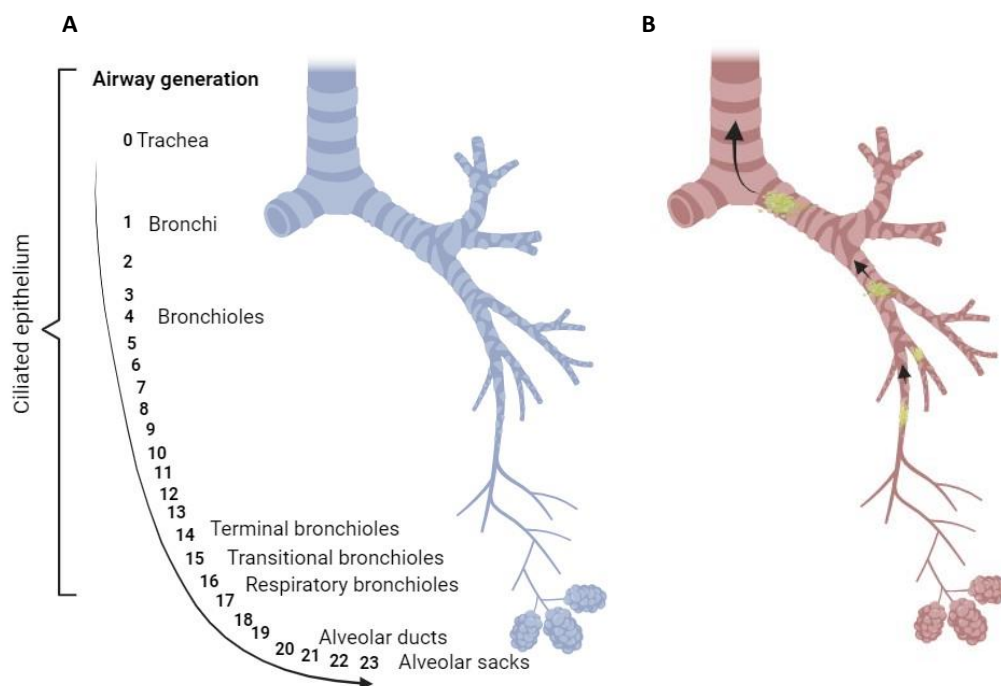 A
B
Airway generation
0 Trachea
1 Bronchi
2
3
4 Bronchioles
5
6
7
8
9
10
11
12
13
14 Terminal bronchioles
15 Transitional bronchioles
16 Respiratory bronchioles
17
18
19
20 Alveolar ducts
21
22
23 Alveolar sacks
Ciliated epithelium